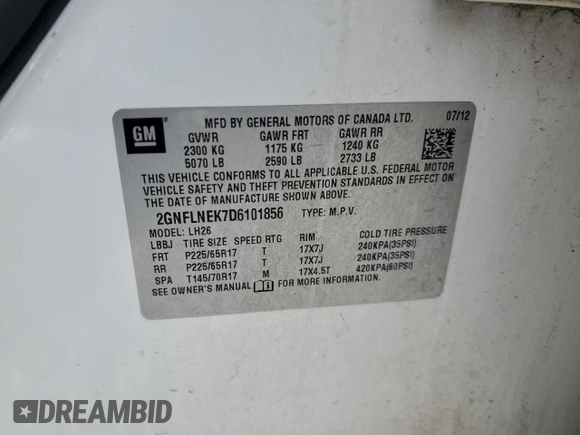 GM
MFD BY GENERAL MOTORS OF CANADA LTD. 07/12
GVWR GAWR FRT GAWR RR
2300 KG 1175 KG 1240 KG
5070 LB 2590 LB 2733 LB
THIS VEHICLE CONFORMS TO ALL APPLICABLE U.S. FEDERAL MOTOR
VEHICLE SAFETY AND THEFT PREVENTION STANDARDS IN EFFECT ON
THE DATE OF MANUFACTURE SHOWN ABOVE.
2GNFLNEK7D6101856 TYPE: M.P.V.
MODEL: LH26
LBBJ TIRE SIZE SPEED RTG RIM COLD TIRE PRESSURE
FRT P225/65R17 T 17X7J 240KPA(35PSI)
RR P225/65R17 T 17X7J 240KPA(35PSI)
SPA T145/70R17 M 17X4.5T 420KPA(60PSI)
SEE OWNER'S MANUAL FOR MORE INFORMATION.
DREAMBID